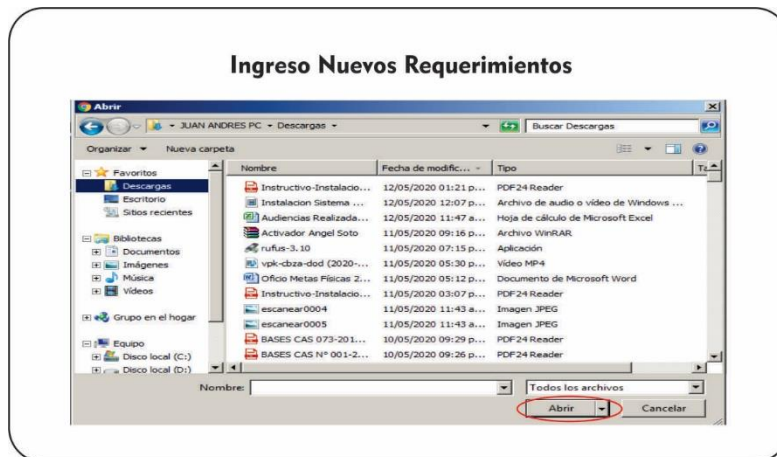 Ingreso Nuevos Requerimientos
Abrir
JUAN ANDRES PC Descargas
Buscar Descargas
Organizar Nueva carpeta
Nombre Fecha de modific... Tipo
Favoritos
Descargas
Escritorio
Sitios recientes
Bibliotecas
Documentos
Imágenes
Música
Vídeos
Grupo en el hogar
Equipo
Disco local (C:)
Disco local (D:)
Instructivo-Instalacio... 12/05/2020 01:21 p... PDF24 Reader
Instalacion Sistema ... 12/05/2020 12:07 p... Archivo de audio o vídeo de Windows ...
Audiencias Realizada... 12/05/2020 11:47 a... Hoja de cálculo de Microsoft Excel
Activador Angel Soto 11/05/2020 09:16 p... Archivo WinRAR
rufus-3.10 11/05/2020 07:15 p... Aplicación
vpk-cbza-dod (2020-... 11/05/2020 05:30 p... Vídeo MP4
Oficio Metas Físicas 2... 11/05/2020 05:12 p... Documento de Microsoft Word
Instructivo-Instalacio... 11/05/2020 03:07 p... PDF24 Reader
escanear0004 11/05/2020 11:43 a... Imagen JPEG
escanear0005 11/05/2020 11:43 a... Imagen JPEG
BASES CAS 073-201... 10/05/2020 09:29 p... PDF24 Reader
BASES CAS N° 001-2... 10/05/2020 09:26 p... PDF24 Reader
Nombre: Todos los archivos
Abrir Cancelar